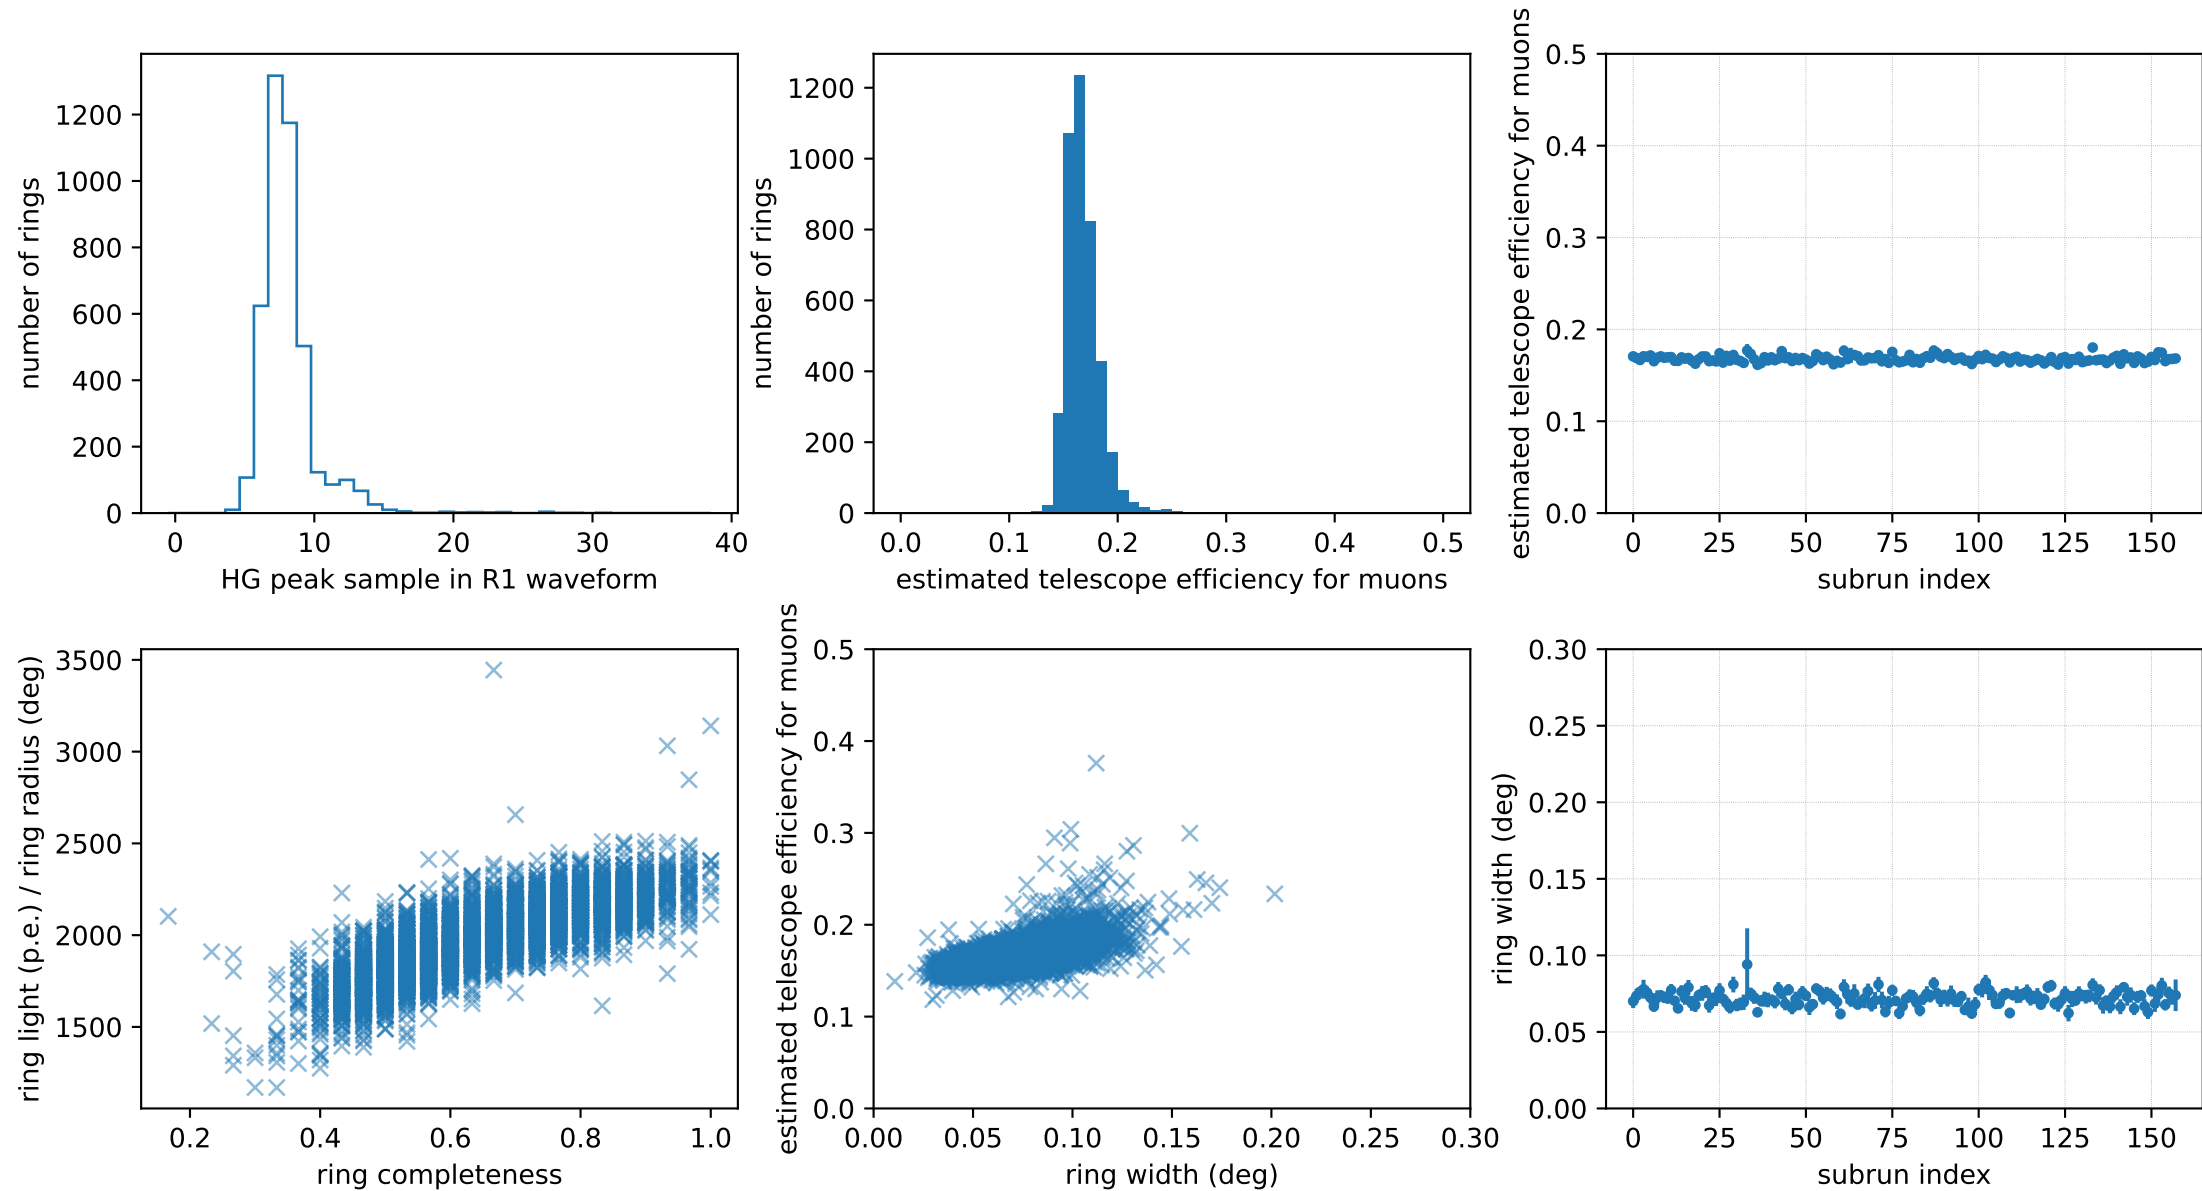 number of rings
1200
1000
800
600
400
200
0
0 10 20 30 40
HG peak sample in R1 waveform
number of rings
1200
1000
800
600
400
200
0
0.0 0.1 0.2 0.3 0.4 0.5
estimated telescope efficiency for muons
estimated telescope efficiency for muons
0.5
0.4
0.3
0.2
0.1
0.0
0 25 50 75 100 125 150
subrun index
ring light (p.e.) / ring radius (deg)
3500
3000
2500
2000
1500
0.2 0.4 0.6 0.8 1.0
ring completeness
estimated telescope efficiency for muons
0.5
0.4
0.3
0.2
0.1
0.0
0.00 0.05 0.10 0.15 0.20 0.25 0.30
ring width (deg)
ring width (deg)
0.30
0.25
0.20
0.15
0.10
0.05
0.00
0 25 50 75 100 125 150
subrun index